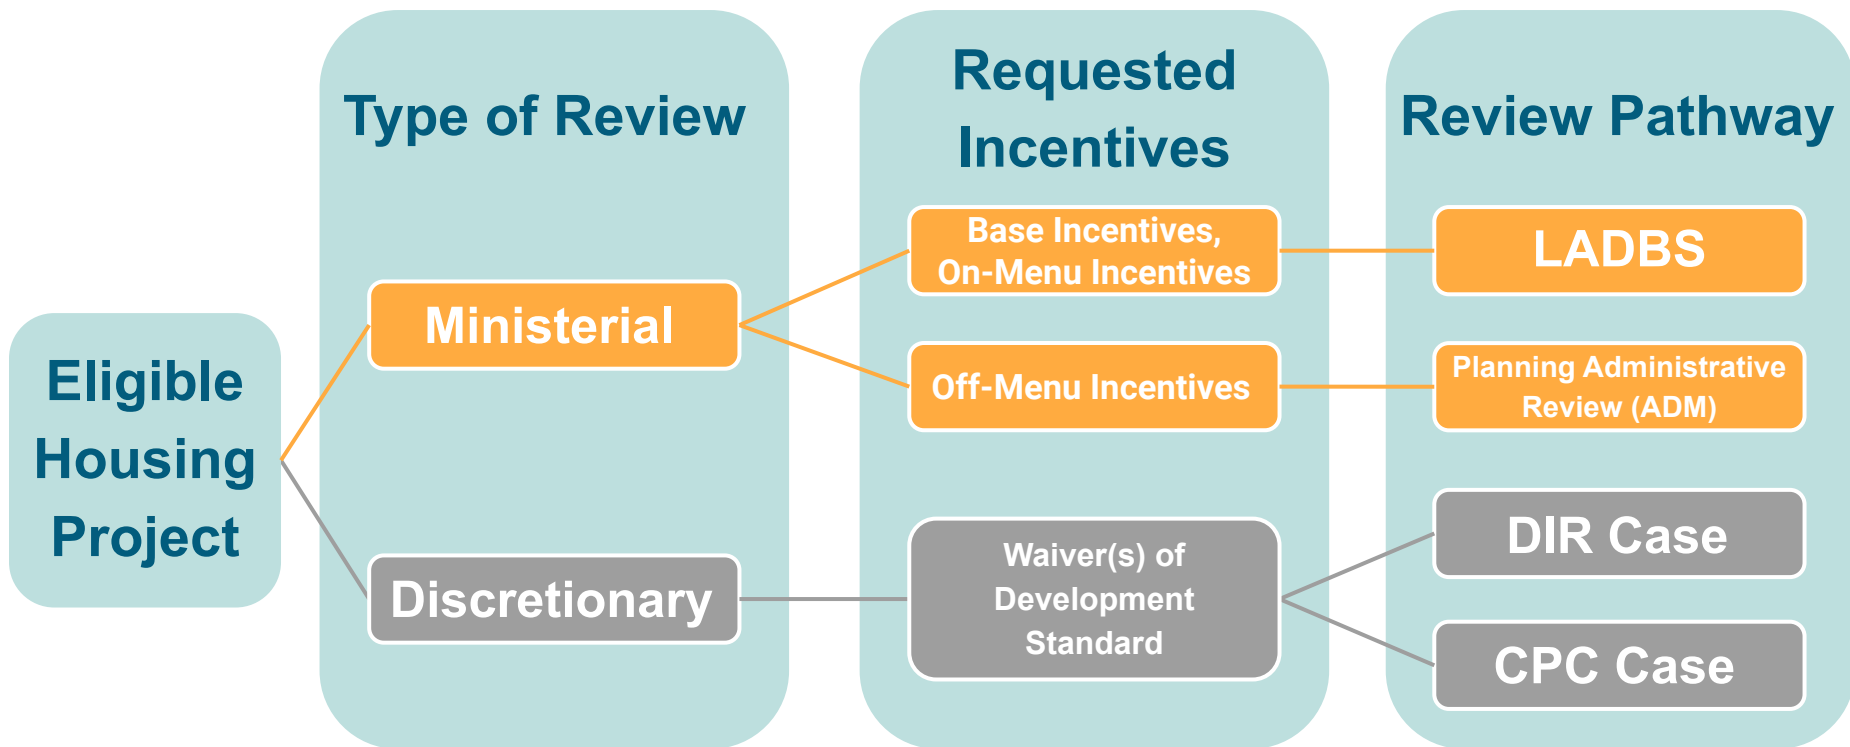 Eligible
Housing
Project
Type of Review
Ministerial
Discretionary
Requested
Incentives
Base Incentives,
On-Menu Incentives
Off-Menu Incentives
Waiver(s) of
Development
Standard
Review Pathway
LADBS
Planning Administrative
Review (ADM)
DIR Case
CPC Case